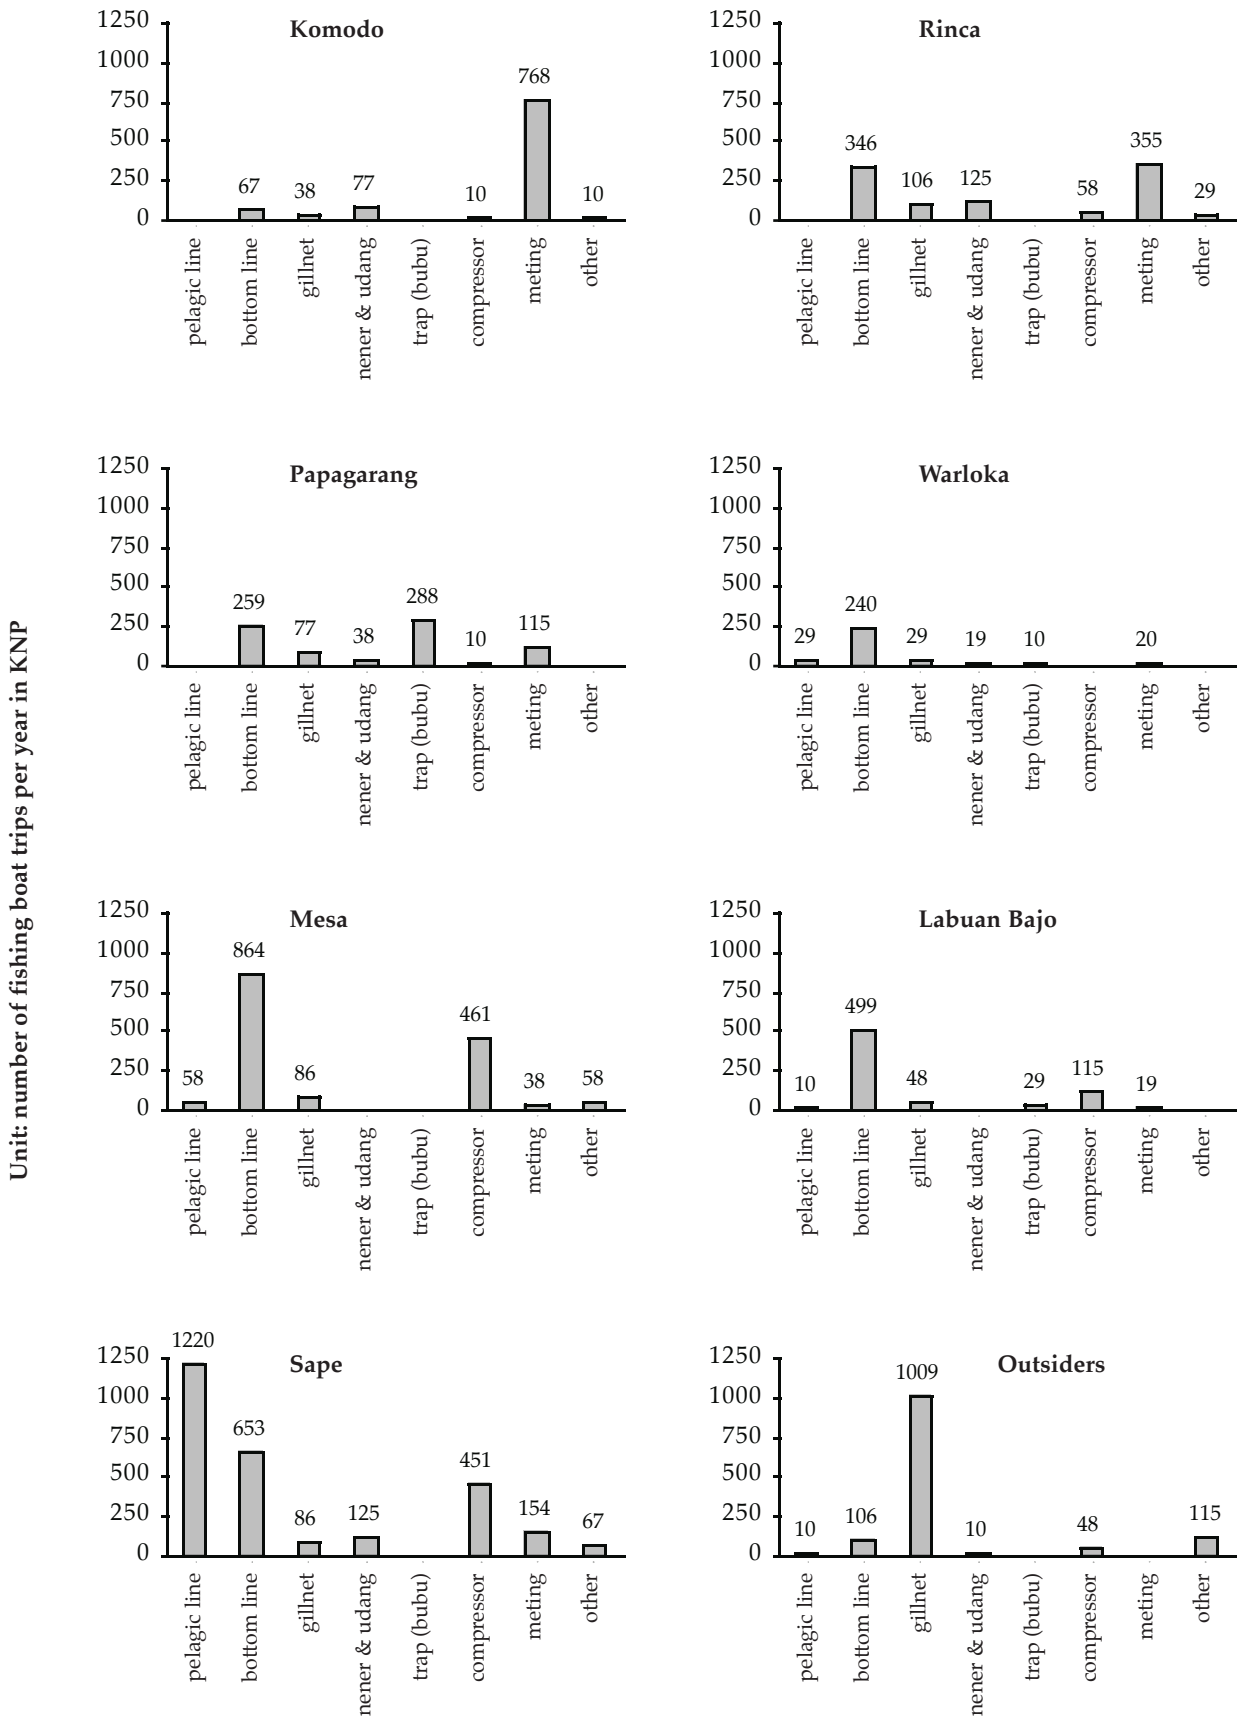 Unit: number of fishing boat trips per year in KNP
Komodo
1250
1000
750
500
250
0
67
38
77
10
768
10
pelagic line
bottom line
gillnet
nener & udang
trap (bubu)
compressor
meting
other
Rinca
1250
1000
750
500
250
0
346
106
125
58
355
29
pelagic line
bottom line
gillnet
nener & udang
trap (bubu)
compressor
meting
other
Papagarang
1250
1000
750
500
250
0
259
77
38
288
10
115
pelagic line
bottom line
gillnet
nener & udang
trap (bubu)
compressor
meting
other
Warloka
1250
1000
750
500
250
0
29
240
29
19
10
20
pelagic line
bottom line
gillnet
nener & udang
trap (bubu)
compressor
meting
other
Mesa
1250
1000
750
500
250
0
58
864
86
461
38
58
pelagic line
bottom line
gillnet
nener & udang
trap (bubu)
compressor
meting
other
Labuan Bajo
1250
1000
750
500
250
0
10
499
48
29
115
19
pelagic line
bottom line
gillnet
nener & udang
trap (bubu)
compressor
meting
other
Sape
1250
1000
750
500
250
0
1220
653
86
125
451
154
67
pelagic line
bottom line
gillnet
nener & udang
trap (bubu)
compressor
meting
other
Outsiders
1250
1000
750
500
250
0
10
106
1009
10
48
115
pelagic line
bottom line
gillnet
nener & udang
trap (bubu)
compressor
meting
other